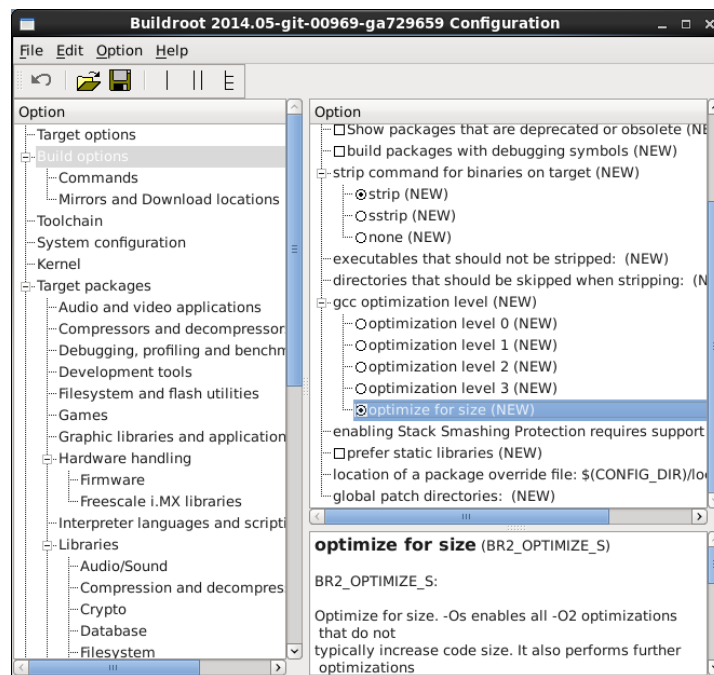 Buildroot 2014.05-git-00969-ga729659 Configuration
File Edit Option Help
Option
Target options
Build options
Commands
Mirrors and Download locations
Toolchain
System configuration
Kernel
Target packages
Audio and video applications
Compressors and decompressor
Debugging, profiling and benchm
Development tools
Filesystem and flash utilities
Games
Graphic libraries and application
Hardware handling
Firmware
Freescale i.MX libraries
Interpreter languages and scripti
Libraries
Audio/Sound
Compression and decompres
Crypto
Database
Filesystem
Option
Show packages that are deprecated or obsolete (NE
build packages with debugging symbols (NEW)
strip command for binaries on target (NEW)
strip (NEW)
sstrip (NEW)
none (NEW)
executables that should not be stripped:  (NEW)
directories that should be skipped when stripping:  (N
gcc optimization level (NEW)
optimization level 0 (NEW)
optimization level 1 (NEW)
optimization level 2 (NEW)
optimization level 3 (NEW)
optimize for size (NEW)
enabling Stack Smashing Protection requires support
prefer static libraries (NEW)
location of a package override file: $(CONFIG_DIR)/loc
global patch directories:  (NEW)
optimize for size (BR2_OPTIMIZE_S)
BR2_OPTIMIZE_S:
Optimize for size. -Os enables all -O2 optimizations
that do not
typically increase code size. It also performs further
optimizations